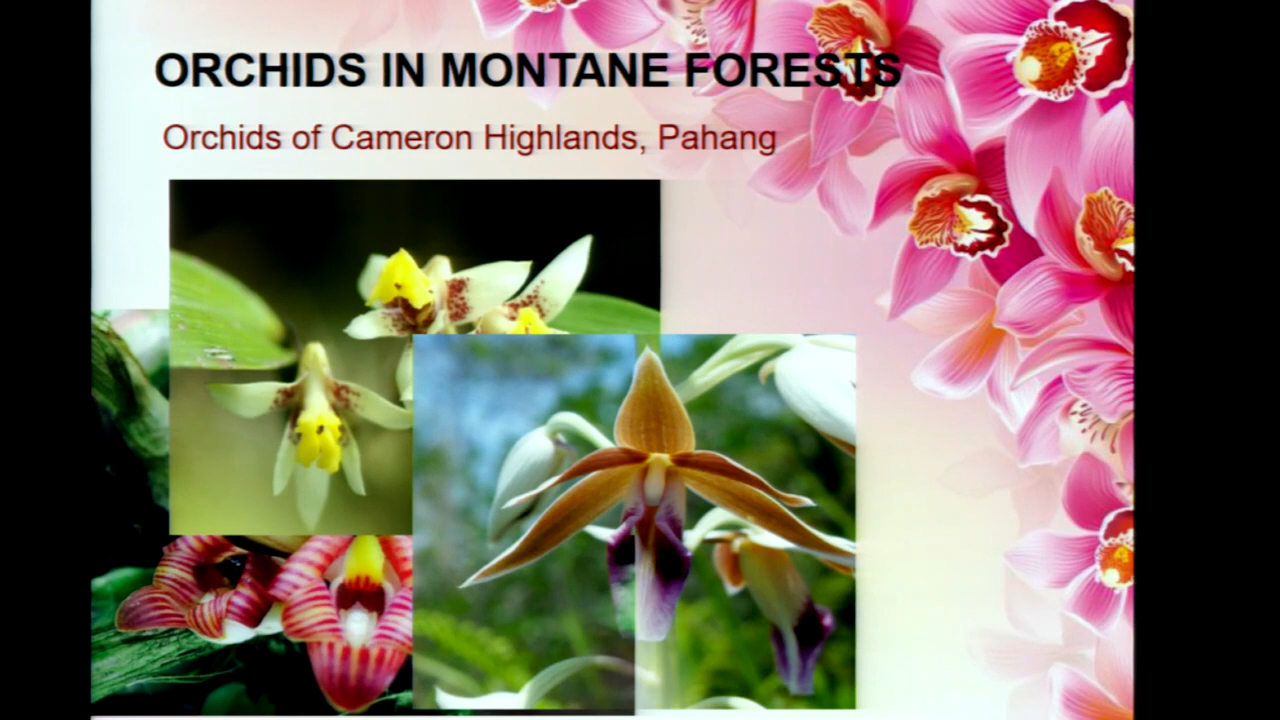 ORCHIDS IN MONTANE FORESTS
Orchids of Cameron Highlands, Pahang